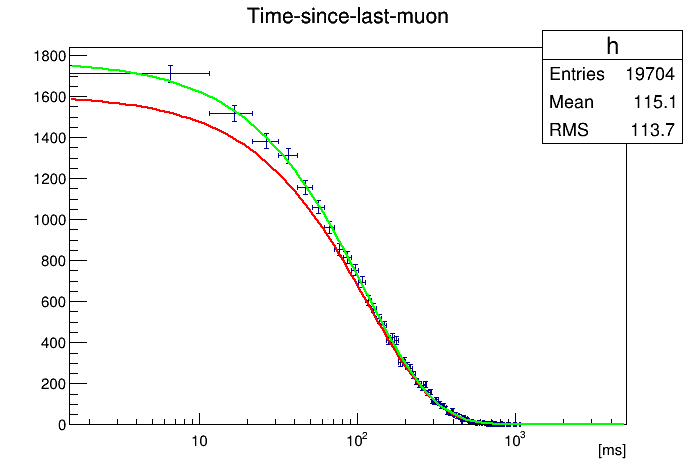 Time-since-last-muon
h
Entries 19704
Mean 115.1
RMS 113.7
1800
1600
1400
1200
1000
800
600
400
200
0
10 10² 10³
[ms]